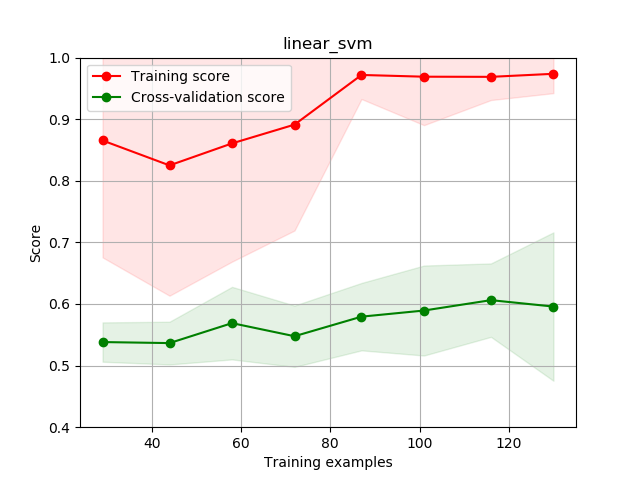 linear_svm
1.0
0.9
0.8
0.7
0.6
0.5
0.4
Score
Training score
Cross-validation score
40 60 80 100 120
Training examples